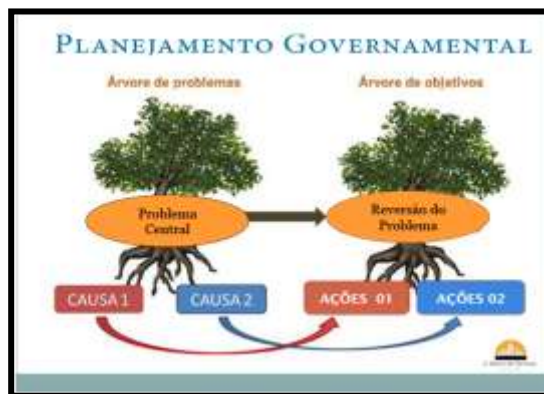 PLANEJAMENTO GOVERNAMENTAL
Árvore de problemas
Árvore de objetivos
Problema
Central
Reversão do
Problema
CAUSA 1
CAUSA 2
AÇÕES 01
AÇÕES 02